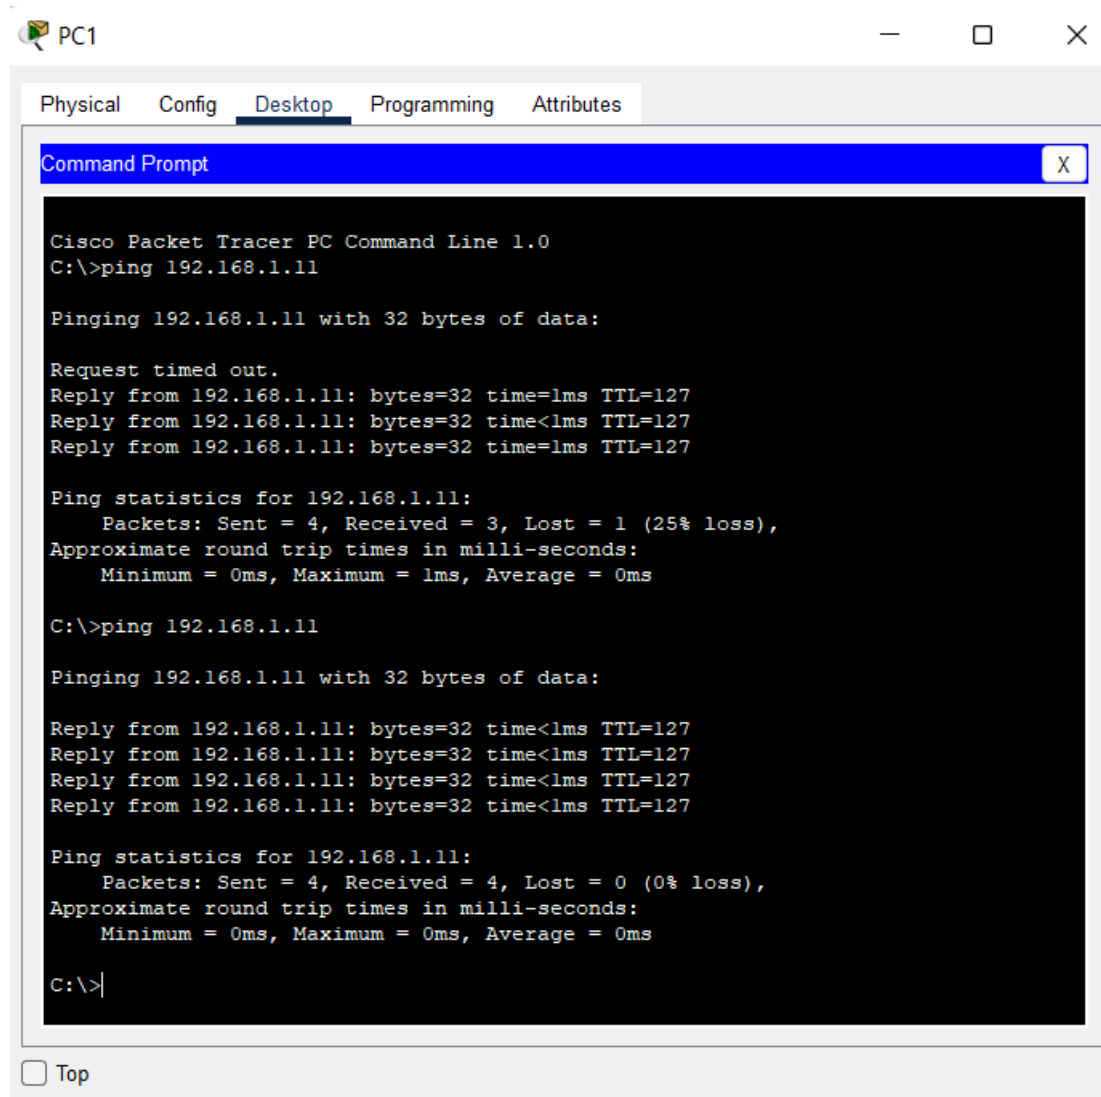 PC1
Physical Config Desktop Programming Attributes
Command Prompt
X
Cisco Packet Tracer PC Command Line 1.0
C:\>ping 192.168.1.11
Pinging 192.168.1.11 with 32 bytes of data:
Request timed out.
Reply from 192.168.1.11: bytes=32 time=1ms TTL=127
Reply from 192.168.1.11: bytes=32 time<1ms TTL=127
Reply from 192.168.1.11: bytes=32 time=1ms TTL=127
Ping statistics for 192.168.1.11:
    Packets: Sent = 4, Received = 3, Lost = 1 (25% loss),
Approximate round trip times in milli-seconds:
    Minimum = 0ms, Maximum = 1ms, Average = 0ms
C:\>ping 192.168.1.11
Pinging 192.168.1.11 with 32 bytes of data:
Reply from 192.168.1.11: bytes=32 time<1ms TTL=127
Reply from 192.168.1.11: bytes=32 time<1ms TTL=127
Reply from 192.168.1.11: bytes=32 time<1ms TTL=127
Reply from 192.168.1.11: bytes=32 time<1ms TTL=127
Ping statistics for 192.168.1.11:
    Packets: Sent = 4, Received = 4, Lost = 0 (0% loss),
Approximate round trip times in milli-seconds:
    Minimum = 0ms, Maximum = 0ms, Average = 0ms
C:\>
Top